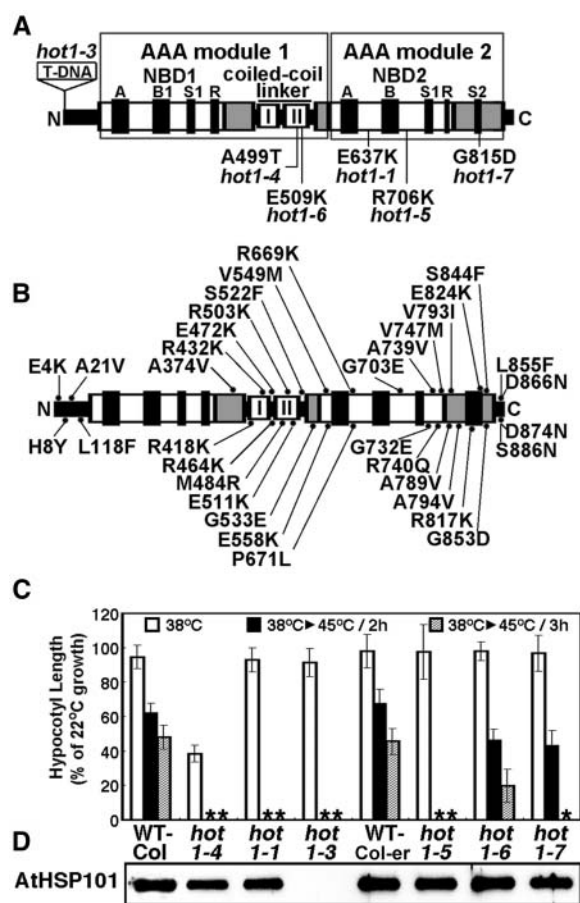 A
hot1-3
T-DNA
AAA module 1
AAA module 2
NBD1
coiled-coil
linker
NBD2
A B1 S1 R
A B S1 R S2
N I II C
A499T
hot1-4
E509K
hot1-6
E637K
hot1-1
R706K
hot1-5
G815D
hot1-7
B
R669K
V549M
S522F
R503K
E472K
R432K
A374V
S844F
E824K
V793I
V747M
A739V
G703E
E4K
A21V
L855F
D866N
N I II C
H8Y
L118F
D874N
S886N
R418K
R464K
M484R
E511K
G533E
E558K
P671L
G732E
R740Q
A789V
A794V
R817K
G853D
C
Hypocotyl Length
(% of 22°C growth)
120
100
80
60
40
20
0
38°C
38°C►45°C / 2h
38°C►45°C / 3h
** ** ** ** *
WT-Col
hot 1-4
hot 1-1
hot 1-3
WT-Col-er
hot 1-5
hot 1-6
hot 1-7
D
AtHSP101